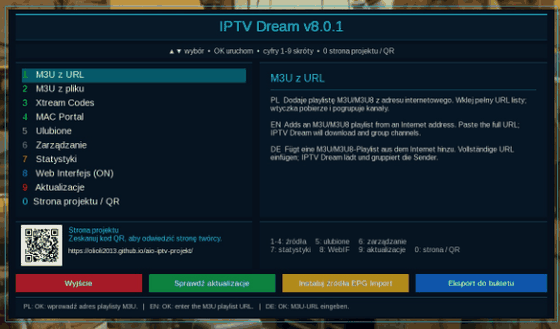 IPTV Dream v8.0.1
▲▼ wybór • OK uruchom • cyfry 1-9 skróty • 0 strona projektu / QR
1 M3U z URL
2 M3U z pliku
3 Xtream Codes
4 MAC Portal
5 Ulubione
6 Zarządzanie
7 Statystyki
8 Web Interfejs (ON)
9 Aktualizacje
0 Strona projektu / QR
M3U z URL
PL Dodaje playlistę M3U/M3U8 z adresu internetowego. Wklej pełny URL listy;
wtyczka pobierze i pogrupuje kanały.
EN Adds an M3U/M3U8 playlist from an Internet address. Paste the full URL;
IPTV Dream will download and group channels.
DE Fügt eine M3U/M3U8-Playlist aus dem Internet hinzu. Vollständige URL
einfügen; IPTV Dream lädt und gruppiert die Sender.
Strona projektu
Zeskanuj kod QR, aby odwiedzić stronę twórcy.
https://olioli2013.github.io/aio-iptv-projekt/
1-4: źródła 5: ulubione 6: zarządzanie
7: statystyki 8: WebIF 9: aktualizacje 0: strona / QR
Wyjście
Sprawdź aktualizacje
Instaluj źródła EPG Import
Eksport do bukietu
PL: OK: wprowadź adres playlisty M3U. | EN: OK: enter the M3U playlist URL. | DE: OK: M3U-URL eingeben.